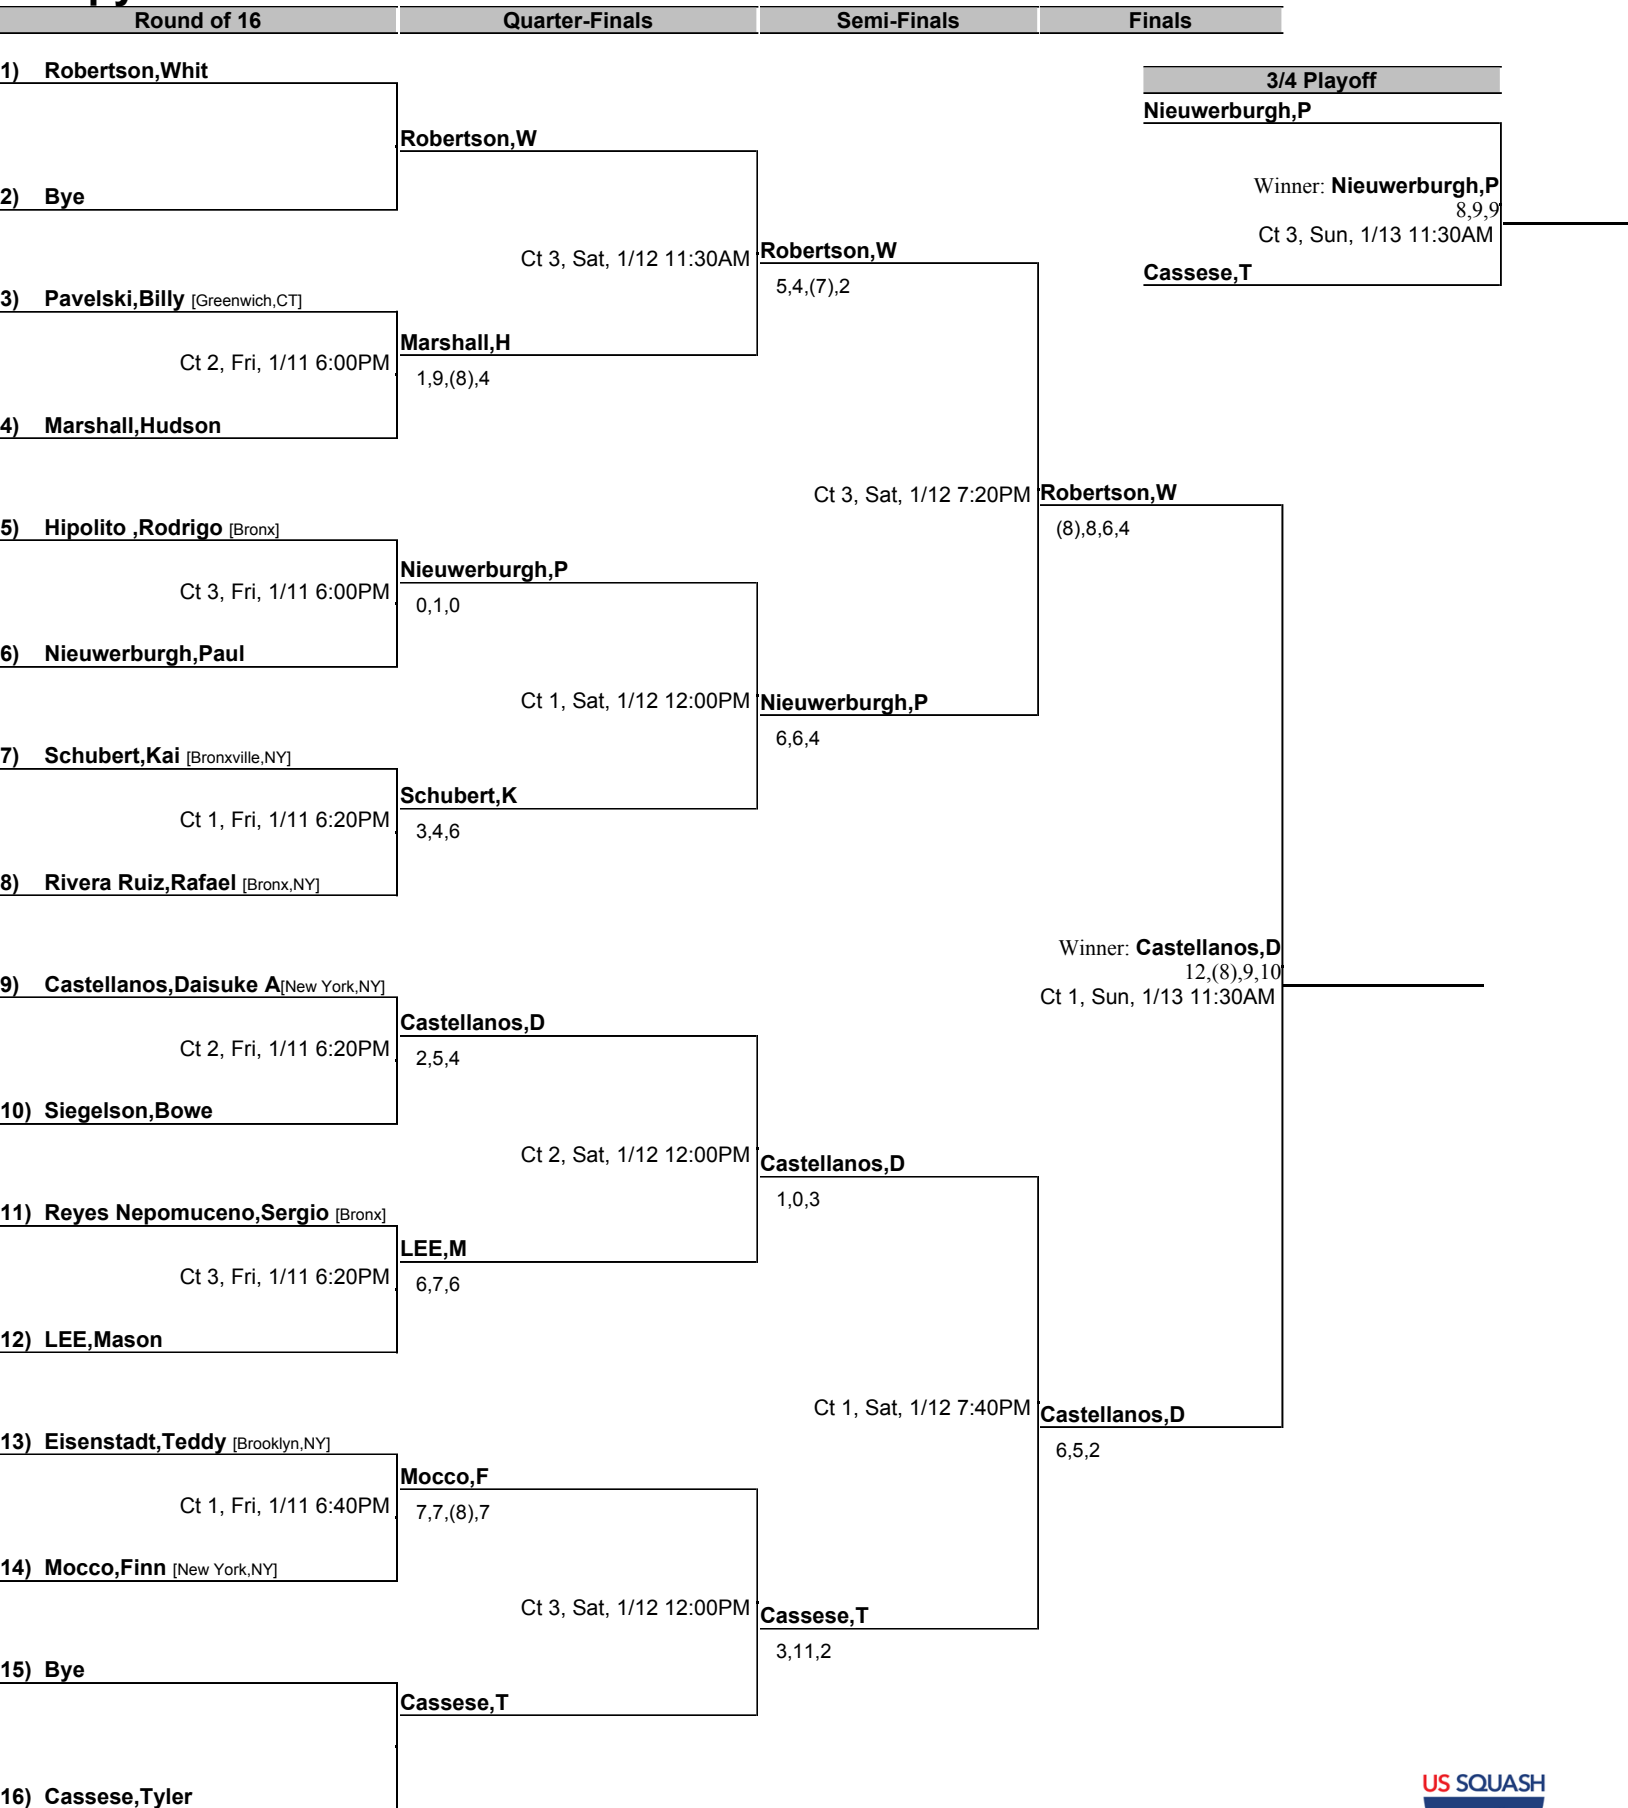 Round of 16
Quarter-Finals
Semi-Finals
Finals
3/4 Playoff
Nieuwerburgh,P
Winner: Nieuwerburgh,P
8,9,9
Ct 3, Sun, 1/13 11:30AM
Cassese,T
1) Robertson,Whit
Robertson,W
2) Bye
Ct 3, Sat, 1/12 11:30AM
Robertson,W
5,4,(7),2
3) Pavelski,Billy [Greenwich,CT]
Ct 2, Fri, 1/11 6:00PM
Marshall,H
1,9,(8),4
4) Marshall,Hudson
Ct 3, Sat, 1/12 7:20PM
Robertson,W
(8),8,6,4
5) Hipolito ,Rodrigo [Bronx]
Ct 3, Fri, 1/11 6:00PM
Nieuwerburgh,P
0,1,0
6) Nieuwerburgh,Paul
Ct 1, Sat, 1/12 12:00PM
Nieuwerburgh,P
6,6,4
7) Schubert,Kai [Bronxville,NY]
Ct 1, Fri, 1/11 6:20PM
Schubert,K
3,4,6
8) Rivera Ruiz,Rafael [Bronx,NY]
Winner: Castellanos,D
12,(8),9,10
Ct 1, Sun, 1/13 11:30AM
9) Castellanos,Daisuke A[New York,NY]
Ct 2, Fri, 1/11 6:20PM
Castellanos,D
2,5,4
10) Siegelson,Bowe
Ct 2, Sat, 1/12 12:00PM
Castellanos,D
1,0,3
11) Reyes Nepomuceno,Sergio [Bronx]
Ct 3, Fri, 1/11 6:20PM
LEE,M
6,7,6
12) LEE,Mason
Ct 1, Sat, 1/12 7:40PM
Castellanos,D
6,5,2
13) Eisenstadt,Teddy [Brooklyn,NY]
Ct 1, Fri, 1/11 6:40PM
Mocco,F
7,7,(8),7
14) Mocco,Finn [New York,NY]
Ct 3, Sat, 1/12 12:00PM
Cassese,T
3,11,2
15) Bye
Cassese,T
16) Cassese,Tyler
US SQUASH